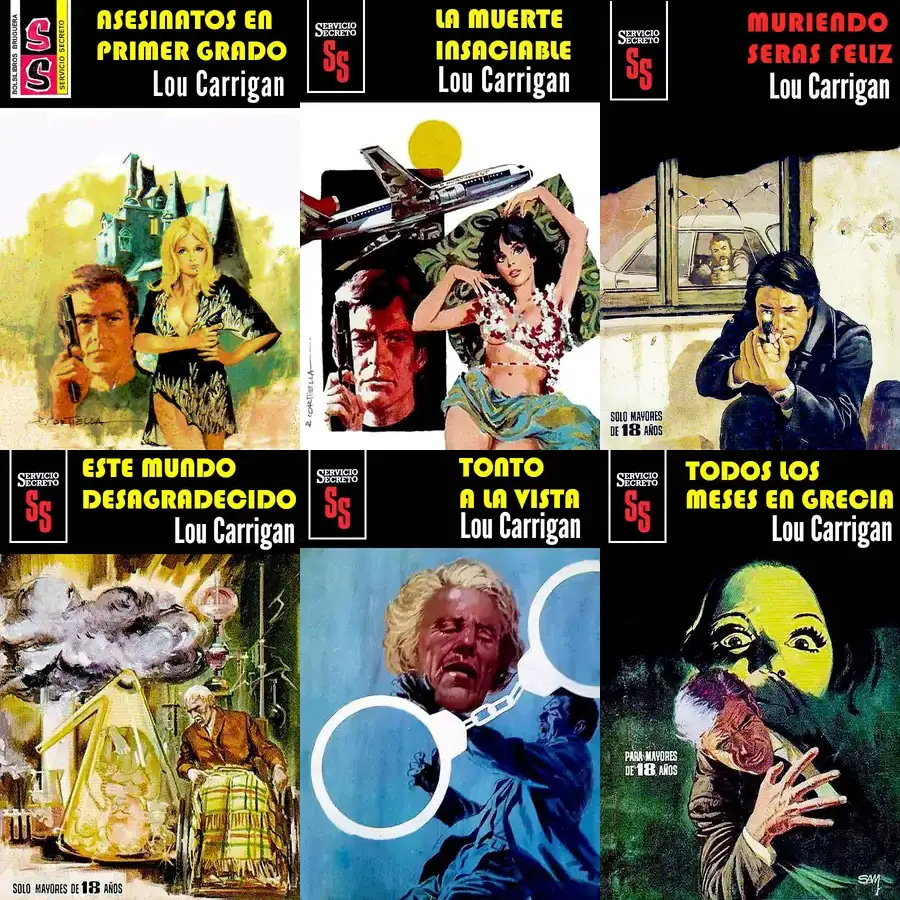 BOLSILIBROS BRUGUERA
SS
SERVICIO SECRETO
ASESINATOS EN
PRIMER GRADO
Lou Carrigan
R. CORTIELLA
SERVICIO
SECRETO
SS
LA MUERTE
INSACIABLE
Lou Carrigan
R. CORTIELLA
SERVICIO
SECRETO
SS
MURIENDO
SERAS FELIZ
Lou Carrigan
SOLO MAYORES
DE 18 AÑOS
SERVICIO
SECRETO
SS
ESTE MUNDO
DESAGRADECIDO
Lou Carrigan
SOLO MAYORES DE 18 AÑOS
SERVICIO
SECRETO
SS
TONTO
A LA VISTA
Lou Carrigan
SERVICIO
SECRETO
SS
TODOS LOS
MESES EN GRECIA
Lou Carrigan
PARA MAYORES
DE 18 AÑOS
SAM